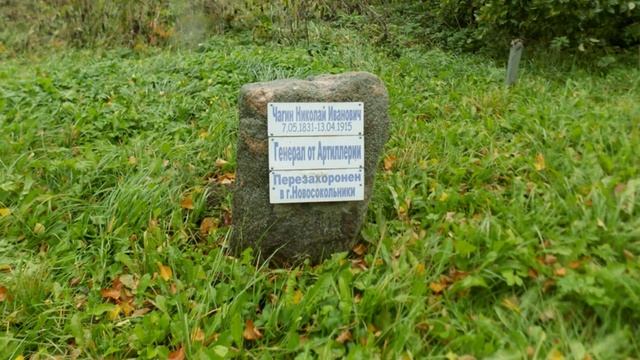 Чагин Николай Иванович
7.05.1831-13.04.1915
Генерал от Артиллерии
Перезахоронен
в г.Новосокольники